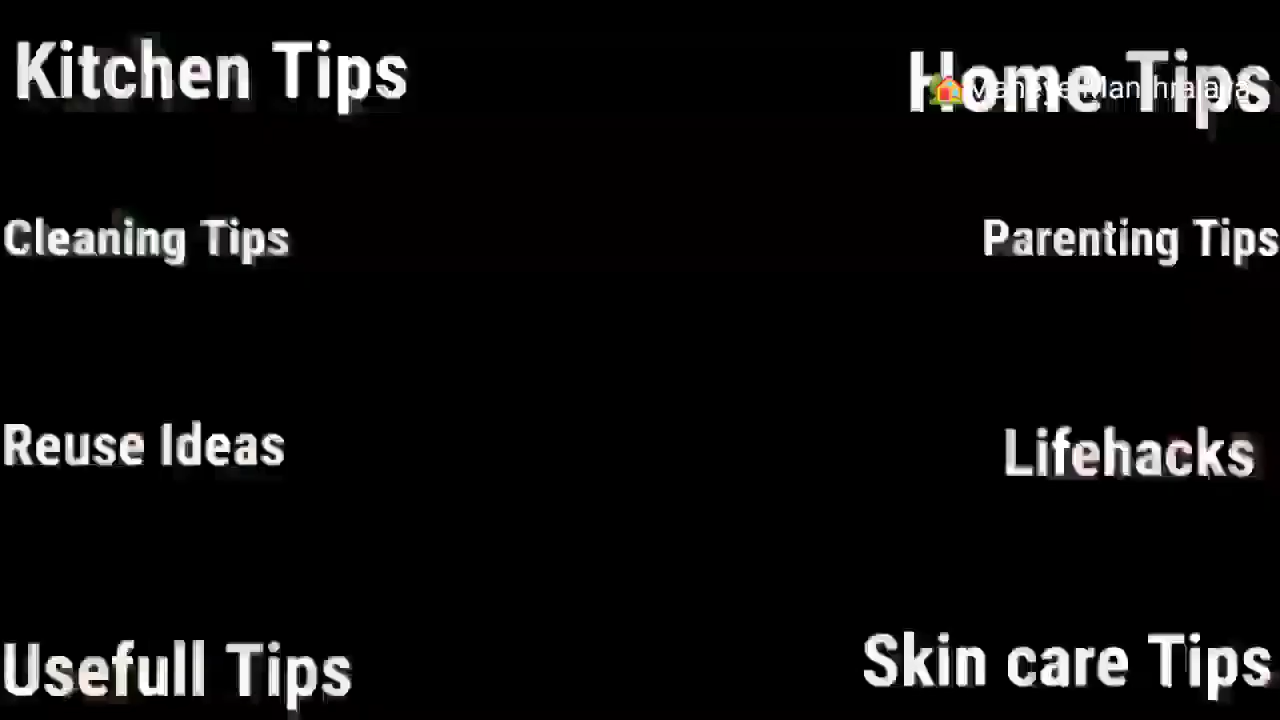 Kitchen Tips
Home Tips
Cleaning Tips
Parenting Tips
Reuse Ideas
Lifehacks
Usefull Tips
Skin care Tips